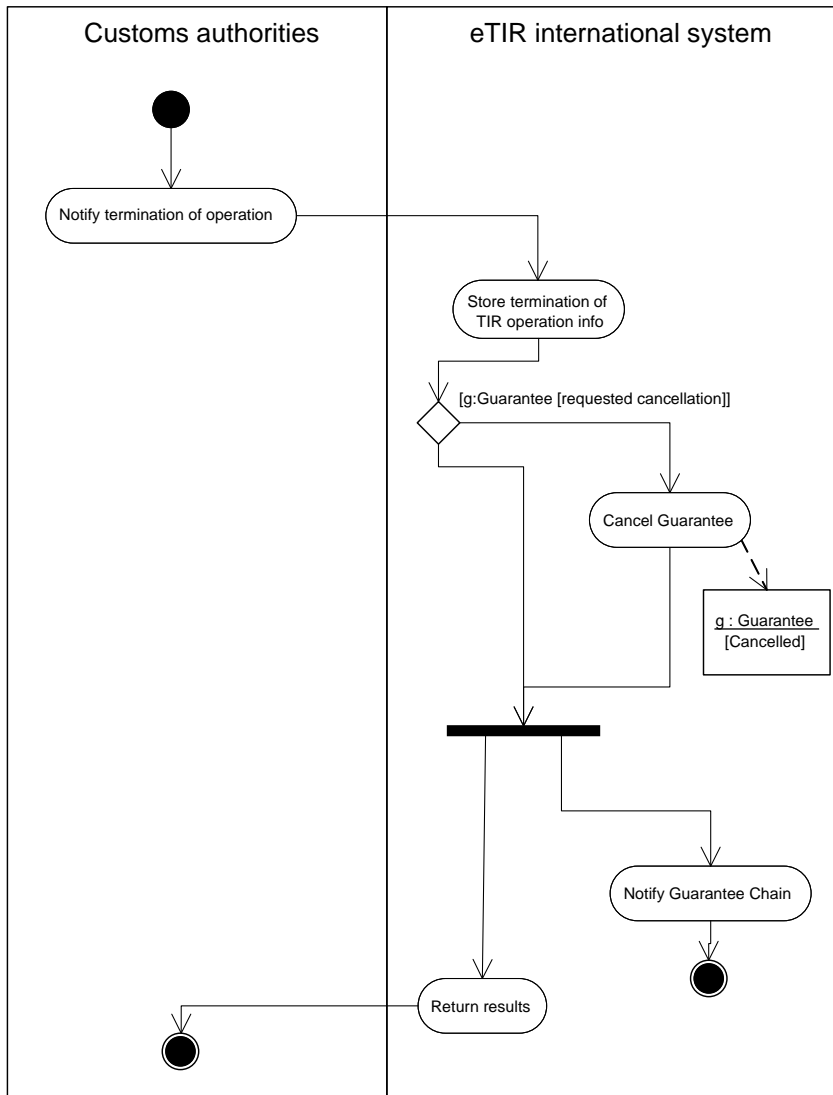 Customs authorities
eTIR international system
Notify termination of operation
Store termination of
TIR operation info
[g:Guarantee [requested cancellation]]
Cancel Guarantee
g : Guarantee
[Cancelled]
Notify Guarantee Chain
Return results